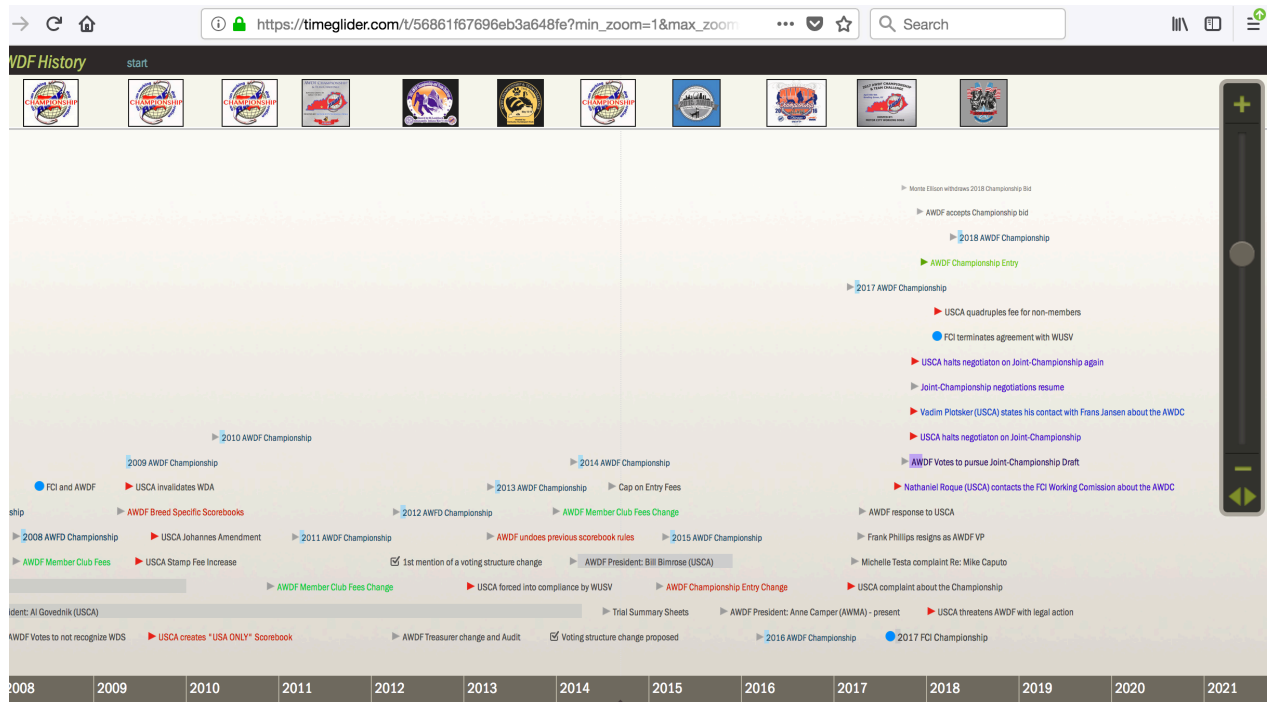 https://timeglider.com/t/56861f67696eb3a648fe?min_zoom=1&max_zoom
Search
WDF History
start
CHAMPIONSHIP
CHAMPIONSHIP
CHAMPIONSHIP
CHAMPIONSHIP
Monte Ellison withdraws 2018 Championship Bid
AWDF accepts Championship bid
2018 AWDF Championship
AWDF Championship Entry
2017 AWDF Championship
USCA quadruples fee for non-members
FCI terminates agreement with WUSV
USCA halts negotiaton on Joint-Championship again
Joint-Championship negotiations resume
Vadim Plotsker (USCA) states his contact with Frans Jansen about the AWDC
2010 AWDF Championship
USCA halts negotiaton on Joint-Championship
2009 AWDF Championship
2014 AWDF Championship
AWDF Votes to pursue Joint-Championship Draft
FCI and AWDF
USCA invalidates WDA
2013 AWDF Championship
Cap on Entry Fees
Nathaniel Roque (USCA) contacts the FCI Working Comission about the AWDC
ship
AWDF Breed Specific Scorebooks
2012 AWFD Championship
AWDF Member Club Fees Change
AWDF response to USCA
2008 AWFD Championship
USCA Johannes Amendment
2011 AWDF Championship
AWDF undoes previous scorebook rules
2015 AWDF Championship
Frank Phillips resigns as AWDF VP
AWDF Member Club Fees
USCA Stamp Fee Increase
1st mention of a voting structure change
AWDF President: Bill Bimrose (USCA)
Michelle Testa complaint Re: Mike Caputo
AWDF Member Club Fees Change
USCA forced into compliance by WUSV
AWDF Championship Entry Change
USCA complaint about the Championship
ident: Al Govednik (USCA)
Trial Summary Sheets
AWDF President: Anne Camper (AWMA) - present
USCA threatens AWDF with legal action
AWDF Votes to not recognize WDS
USCA creates "USA ONLY" Scorebook
AWDF Treasurer change and Audit
Voting structure change proposed
2016 AWDF Championship
2017 FCI Championship
2008 2009 2010 2011 2012 2013 2014 2015 2016 2017 2018 2019 2020 2021